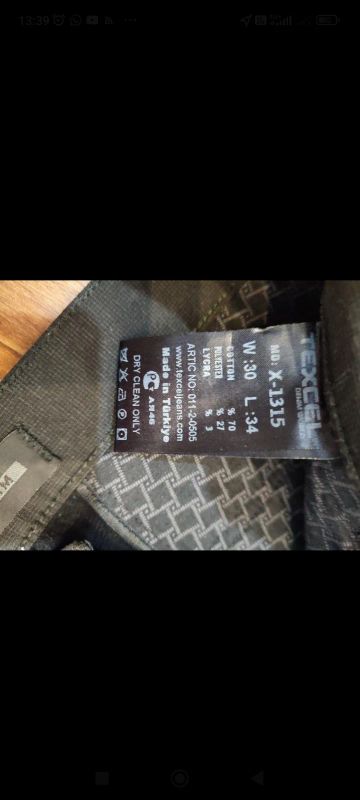 13:39
TEXCEL
MD: X-1315
W :30 L :34
COTTON % 70
POLYESTER % 27
LYCRA % 3
ARTIC NO: 011-2-0505
www.texceljeans.com
Made in Türkiye
DRY CLEAN ONLY